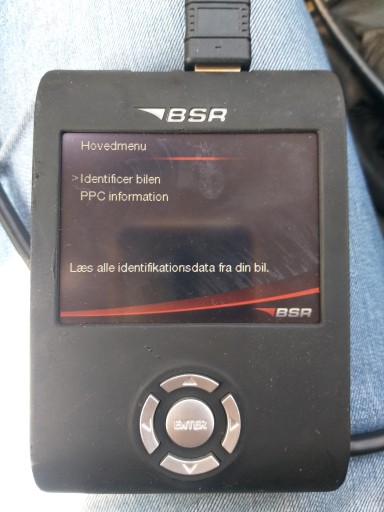 BSR
Hovedmenu
>Identificer bilen
PPC information
Læs alle identifikationsdata fra din bil.
BSR
ENTER